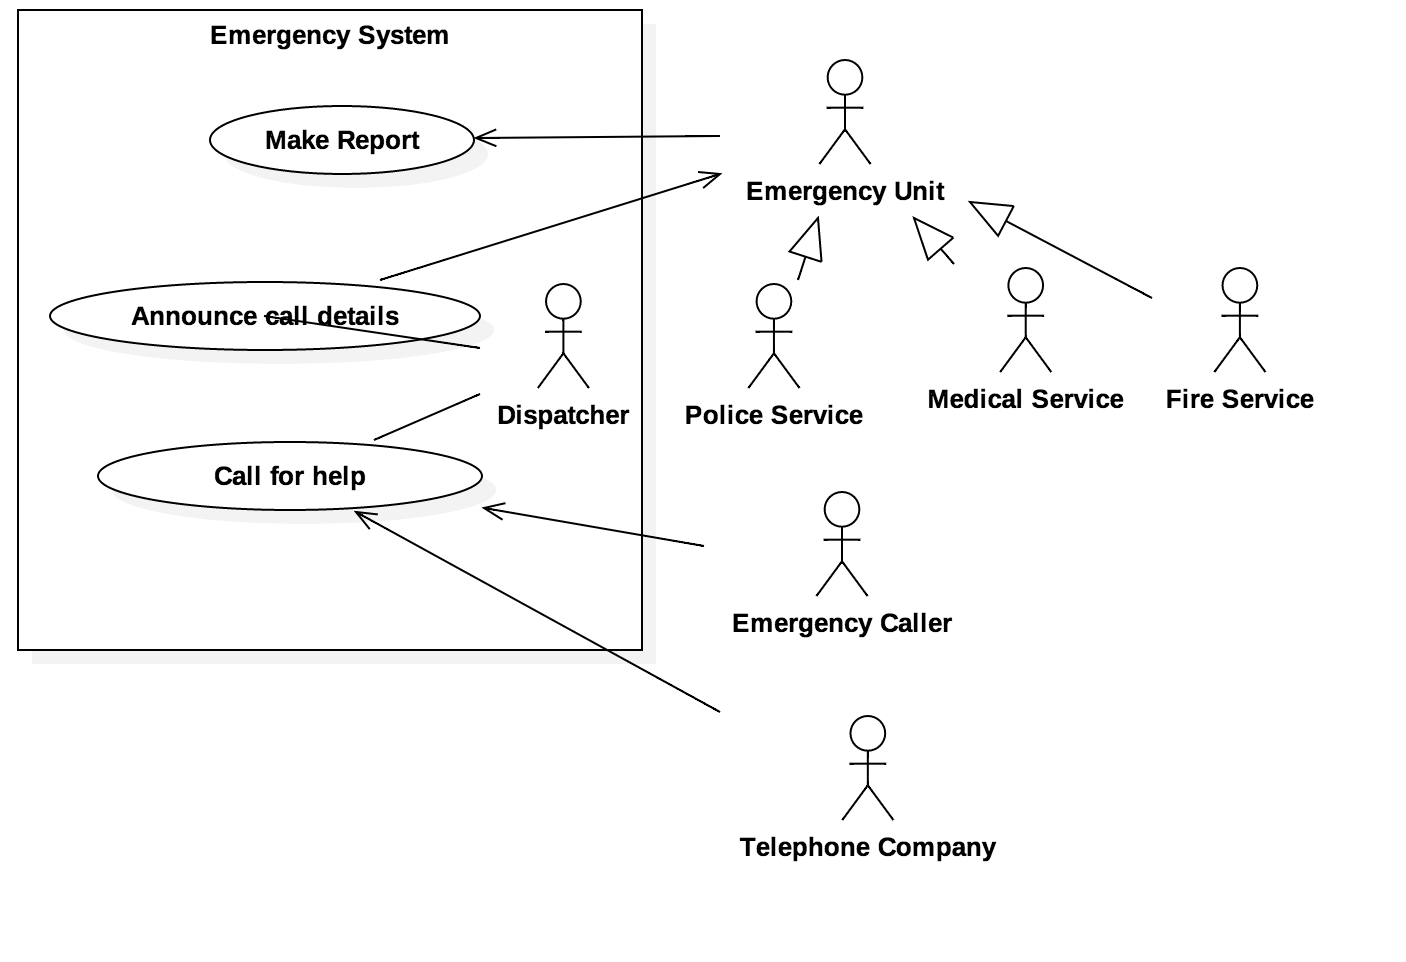 Emergency System
Make Report
Emergency Unit
Announce call details
Dispatcher
Police Service
Medical Service
Fire Service
Call for help
Emergency Caller
Telephone Company